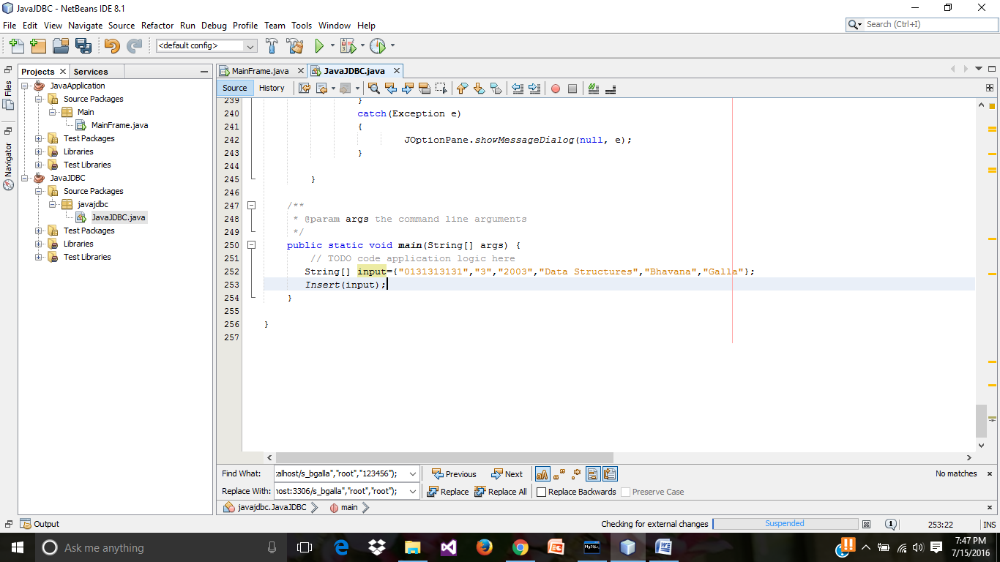 JavaJDBC - NetBeans IDE 8.1
File Edit View Navigate Source Refactor Run Debug Profile Team Tools Window Help
Search (Ctrl+I)
<default config>
Files
Navigator
Projects Services
JavaApplication
Source Packages
Main
MainFrame.java
Test Packages
Libraries
Test Libraries
JavaJDBC
Source Packages
javajdbc
JavaJDBC.java
Test Packages
Libraries
Test Libraries
MainFrame.java JavaJDBC.java
Source History
239 }
240 catch(Exception e)
241 {
242 JOptionPane.showMessageDialog(null, e);
243 }
244
245 }
246
247 /**
248 * @param args the command line arguments
249 */
250 public static void main(String[] args) {
251 // TODO code application logic here
252 String[] input={"0131313131","3","2003","Data Structures","Bhavana","Galla"};
253 Insert(input);
254 }
255
256 }
257
Find What: :alhost/s_bgalla","root","123456"); Previous Next No matches
Replace With: nost:3306/s_bgalla","root","root"); Replace Replace All Replace Backwards Preserve Case
javajdbc.JavaJDBC main
Output Checking for external changes Suspended 1 253:22 INS
Ask me anything
7:47 PM
7/15/2016